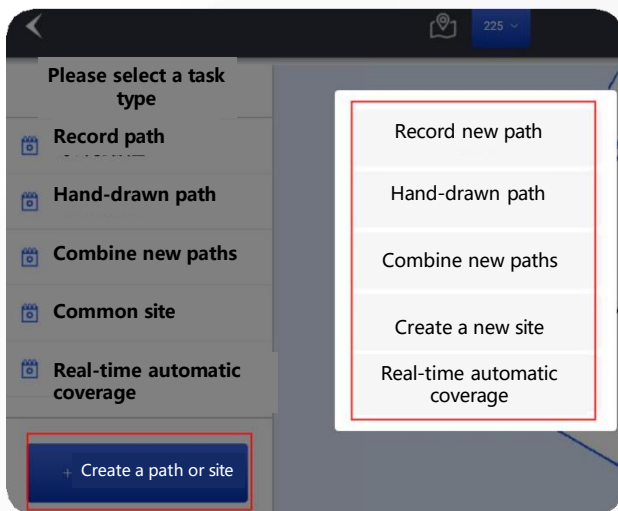 225
Please select a task
type
Record path
Hand-drawn path
Combine new paths
Common site
Real-time automatic
coverage
+ Create a path or site
Record new path
Hand-drawn path
Combine new paths
Create a new site
Real-time automatic
coverage